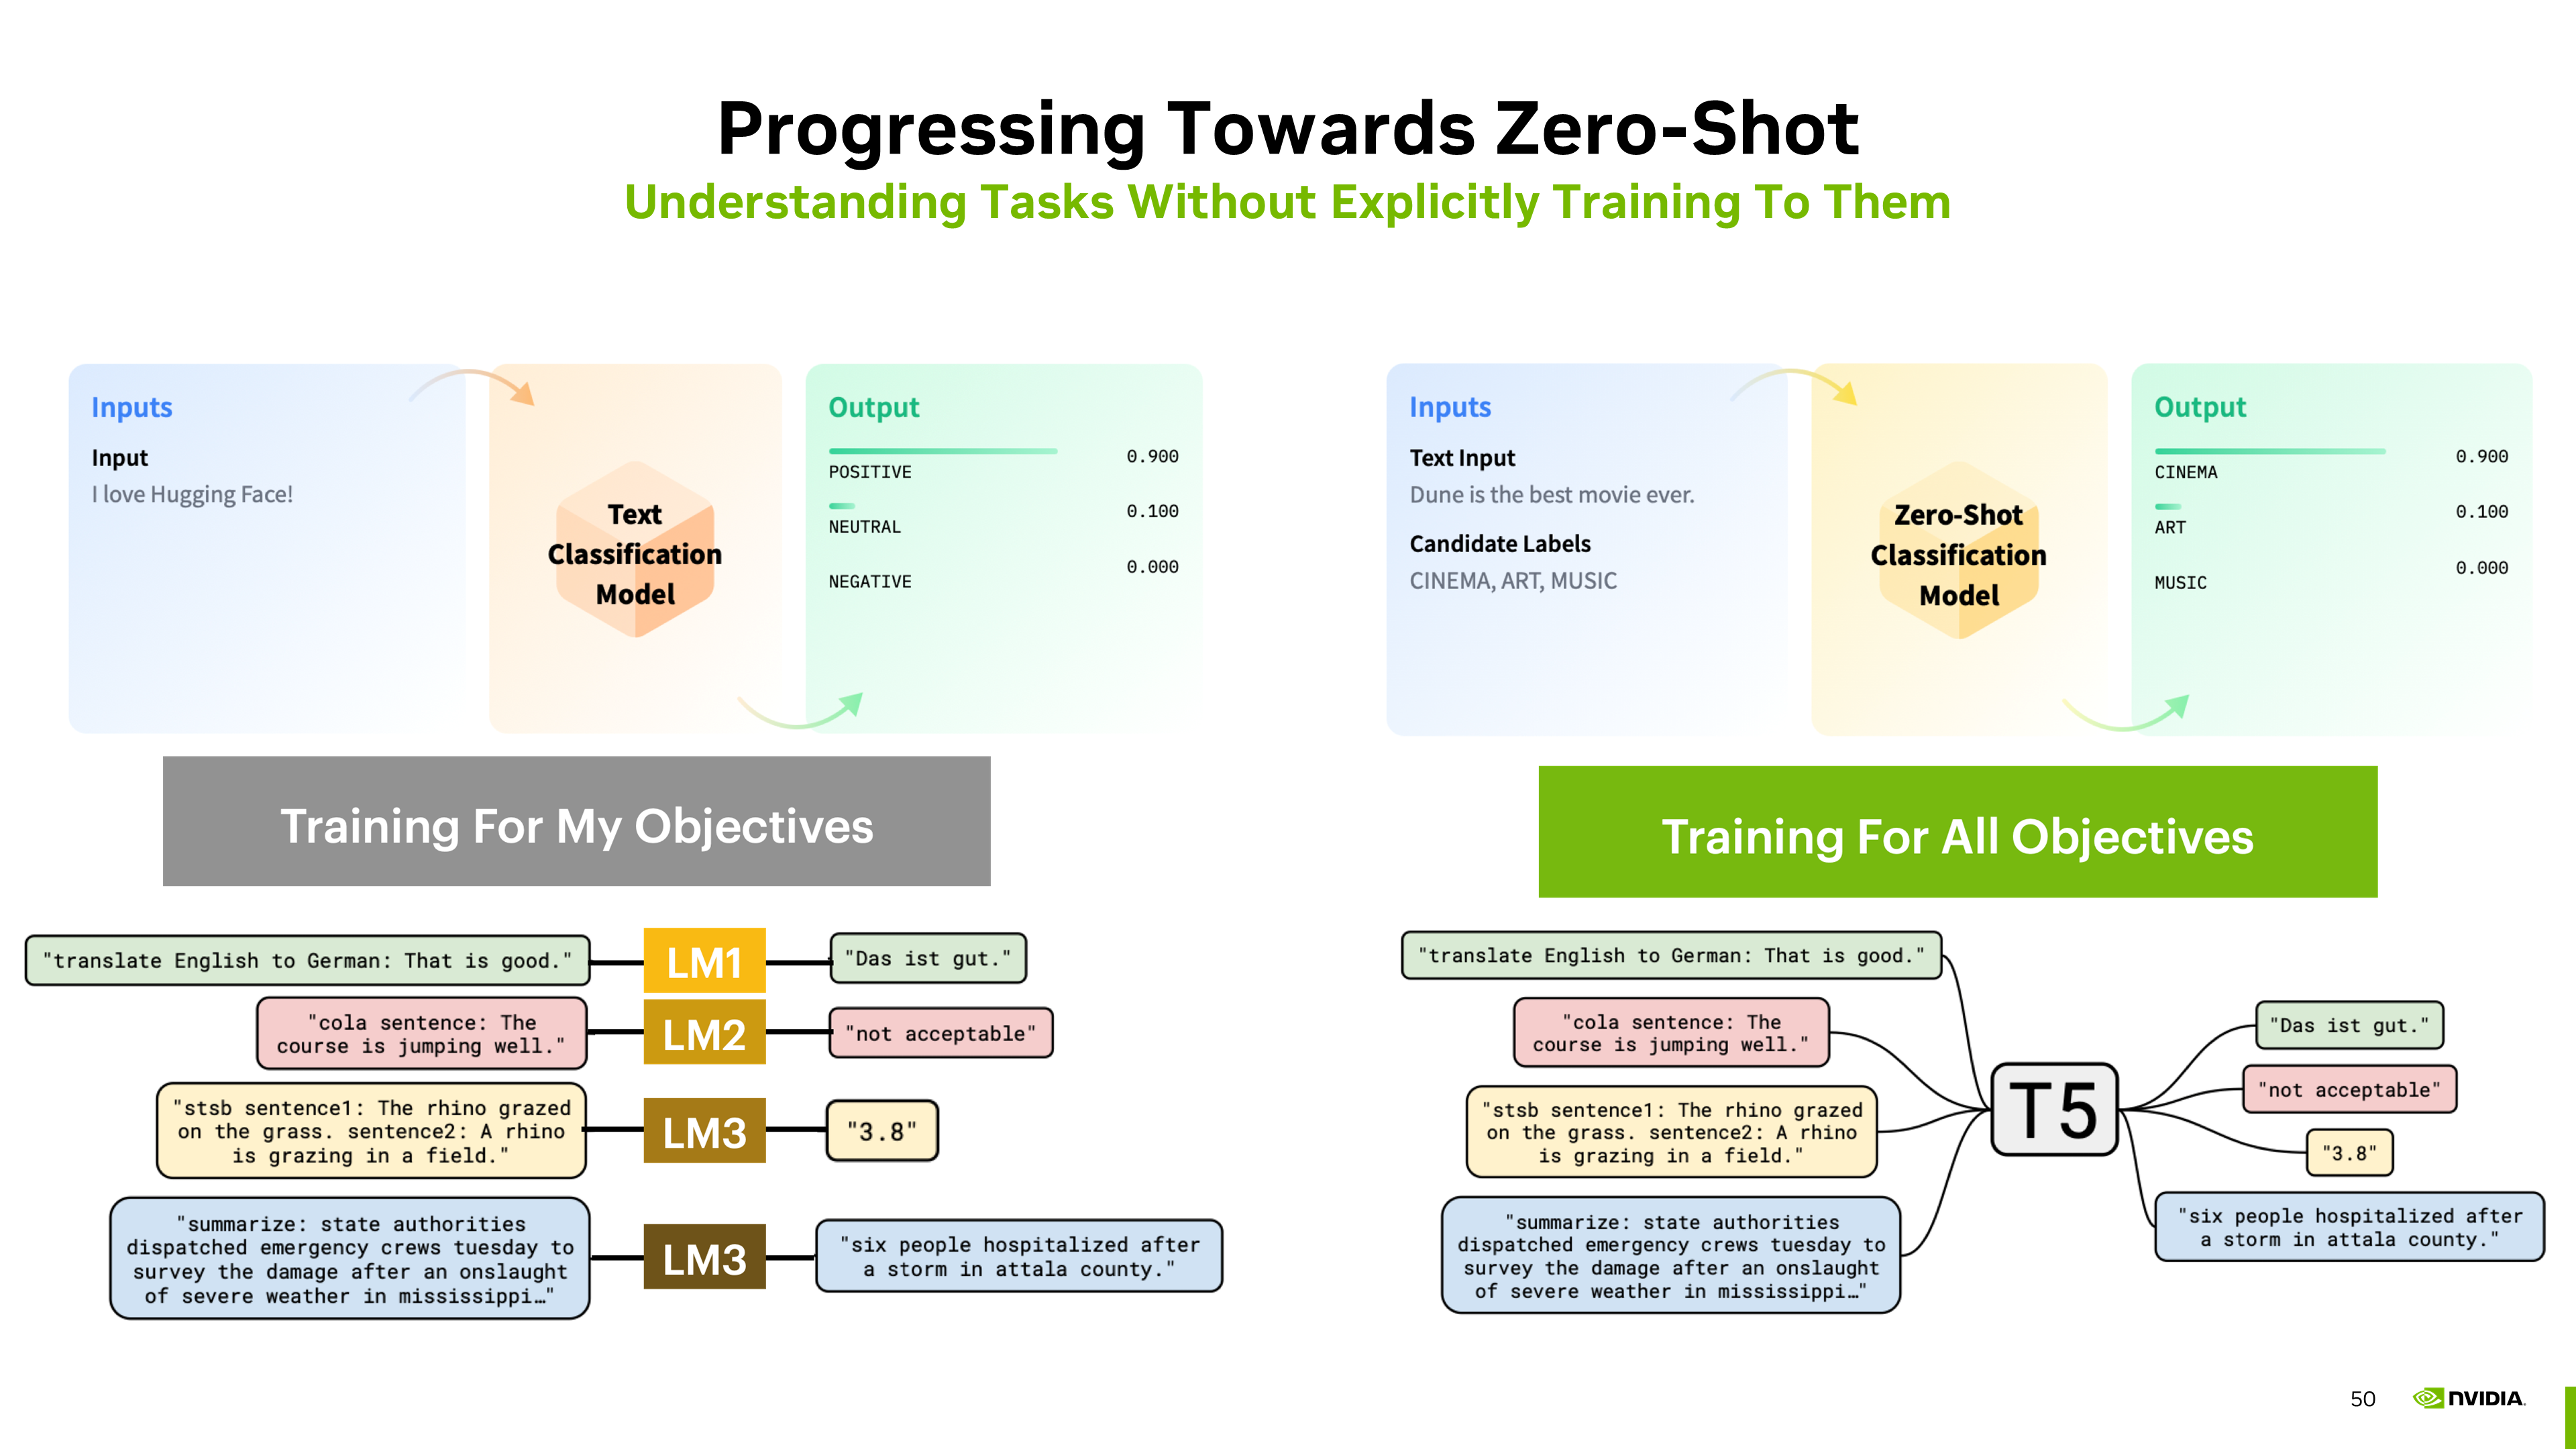 Progressing Towards Zero-Shot
Understanding Tasks Without Explicitly Training To Them
Inputs
Input
I love Hugging Face!
Text
Classification
Model
Output
0.900
POSITIVE
0.100
NEUTRAL
0.000
NEGATIVE
Inputs
Text Input
Dune is the best movie ever.
Candidate Labels
CINEMA, ART, MUSIC
Zero-Shot
Classification
Model
Output
0.900
CINEMA
0.100
ART
0.000
MUSIC
Training For My Objectives
"translate English to German: That is good."
LM1
"Das ist gut."
"cola sentence: The
course is jumping well."
LM2
"not acceptable"
"stsb sentence1: The rhino grazed
on the grass. sentence2: A rhino
is grazing in a field."
LM3
"3.8"
"summarize: state authorities
dispatched emergency crews tuesday to
survey the damage after an onslaught
of severe weather in mississippi…"
LM3
"six people hospitalized after
a storm in attala county."
Training For All Objectives
"translate English to German: That is good."
"cola sentence: The
course is jumping well."
"stsb sentence1: The rhino grazed
on the grass. sentence2: A rhino
is grazing in a field."
"summarize: state authorities
dispatched emergency crews tuesday to
survey the damage after an onslaught
of severe weather in mississippi…"
T5
"Das ist gut."
"not acceptable"
"3.8"
"six people hospitalized after
a storm in attala county."
50
NVIDIA.